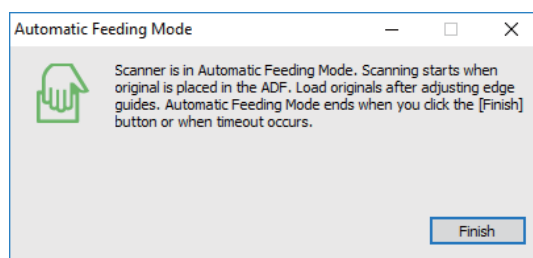 Automatic Feeding Mode
Scanner is in Automatic Feeding Mode. Scanning starts when
original is placed in the ADF. Load originals after adjusting edge
guides. Automatic Feeding Mode ends when you click the [Finish]
button or when timeout occurs.
Finish